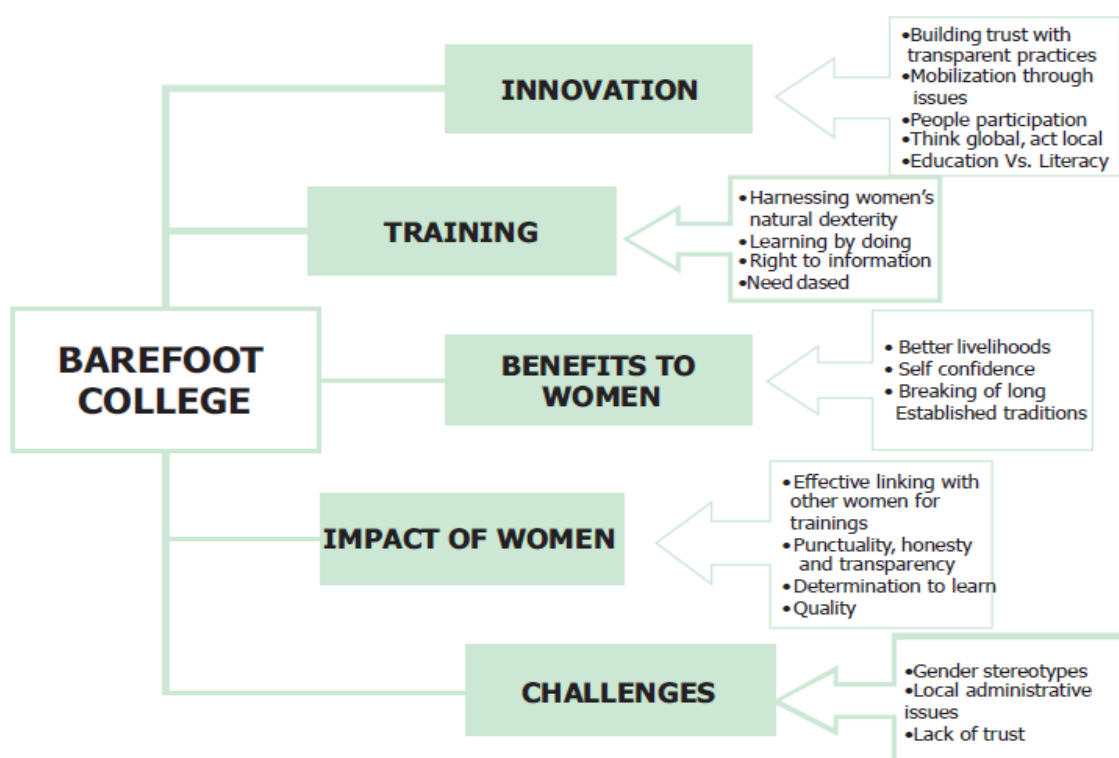 INNOVATION
•Building trust with
transparent practices
•Mobilization through
issues
•People participation
•Think global, act local
•Education Vs. Literacy
TRAINING
•Harnessing women's
natural dexterity
•Learning by doing
•Right to information
•Need dased
BAREFOOT
COLLEGE
BENEFITS TO
WOMEN
• Better livelihoods
• Self confidence
• Breaking of long
Established traditions
IMPACT OF WOMEN
•Effective linking with
other women for
trainings
•Punctuality, honesty
and transparency
•Determination to learn
•Quality
CHALLENGES
•Gender stereotypes
•Local administrative
issues
•Lack of trust